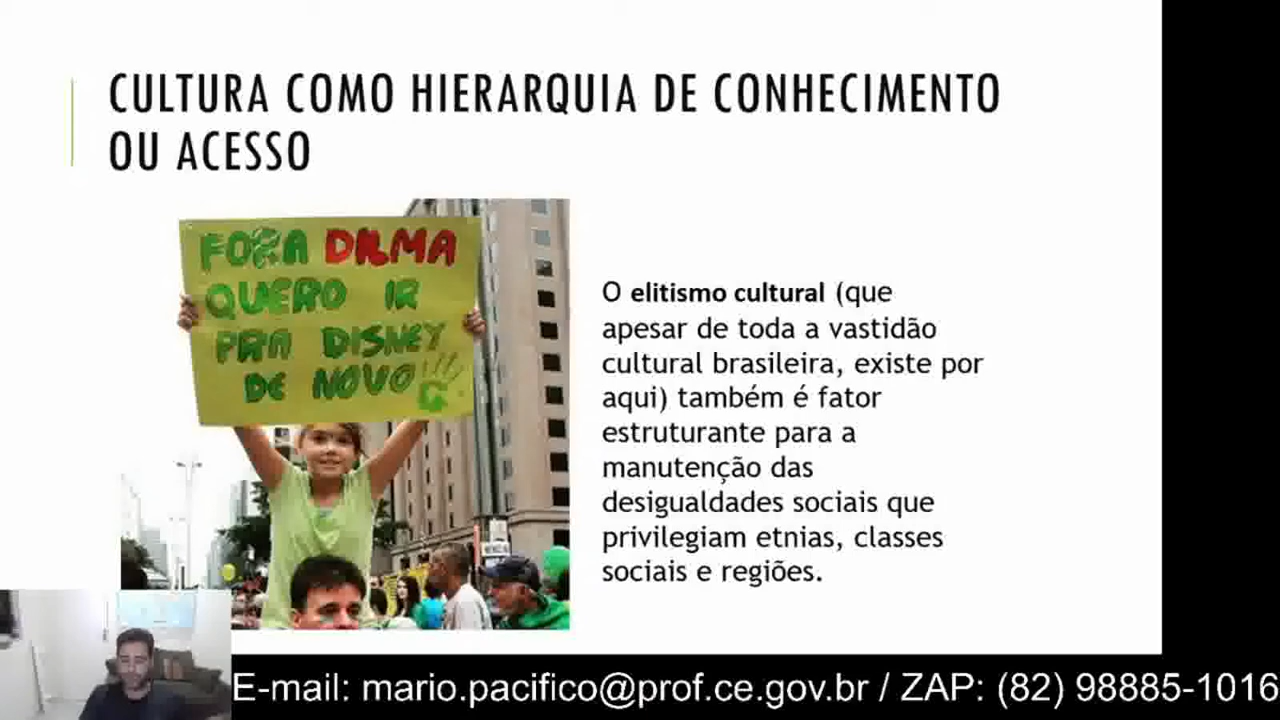 CULTURA COMO HIERARQUIA DE CONHECIMENTO
OU ACESSO
FORA DILMA
QUERO IR
PRA DISNEY
DE NOVO
O elitismo cultural (que
apesar de toda a vastidão
cultural brasileira, existe por
aqui) também é fator
estruturante para a
manutenção das
desigualdades sociais que
privilegiam etnias, classes
sociais e regiões.
E-mail: mario.pacifico@prof.ce.gov.br / ZAP: (82) 98885-1016